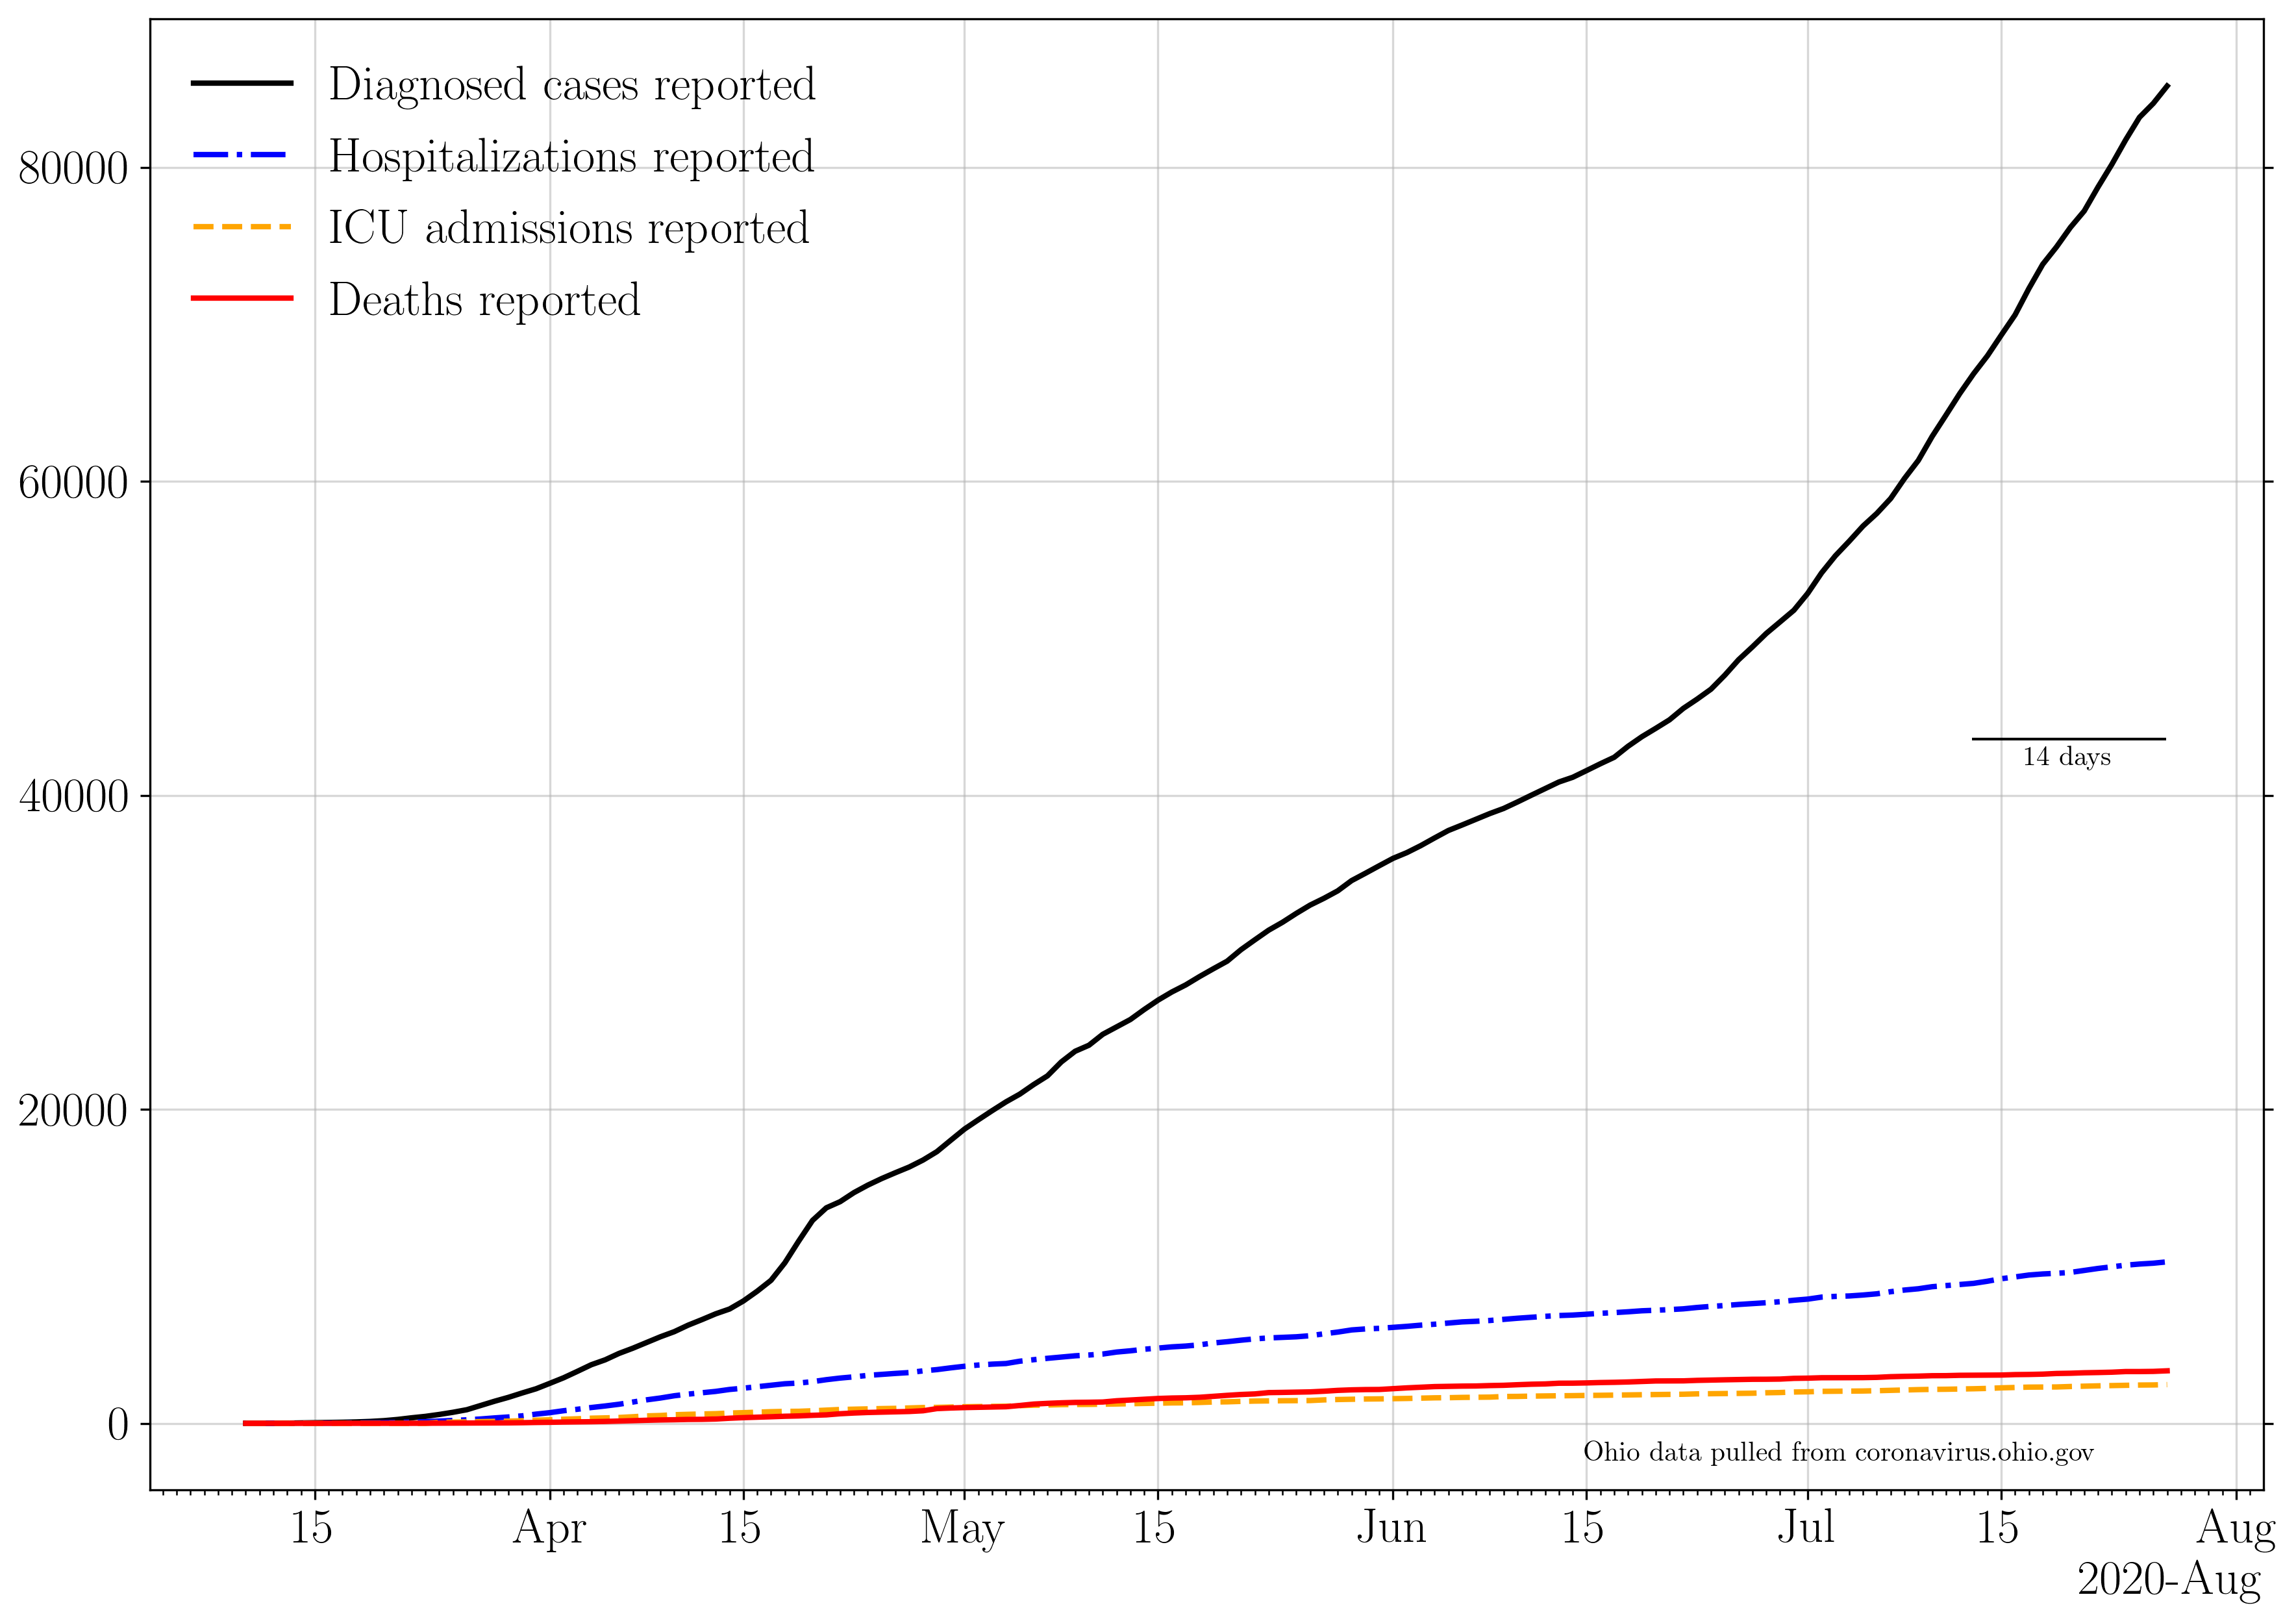 Diagnosed cases reported
Hospitalizations reported
ICU admissions reported
Deaths reported
80000
60000
40000
20000
0
14 days
Ohio data pulled from coronavirus.ohio.gov
15 Apr 15 May 15 Jun 15 Jul 15 Aug
2020-Aug